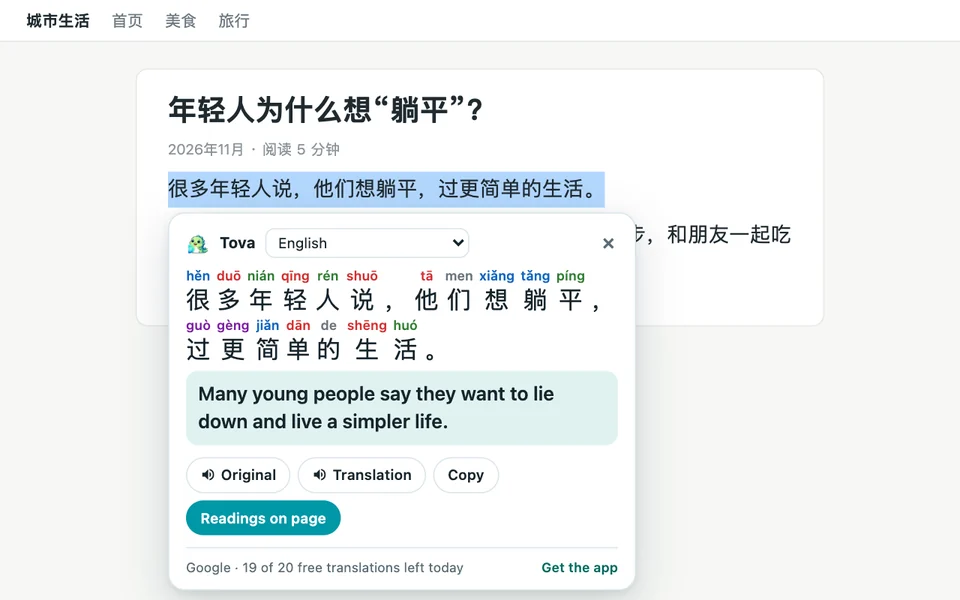 城市生活 首页 美食 旅行
年轻人为什么想“躺平”?
2026年11月 · 阅读 5 分钟
很多年轻人说，他们想躺平，过更简单的生活。
，和朋友一起吃
Tova English
hěn duō nián qīng rén shuō tā men xiǎng tǎng píng
很多年轻人说，他们想躺平，
guò gèng jiǎn dān de shēng huó
过更简单的生活。
Many young people say they want to lie
down and live a simpler life.
Original Translation Copy
Readings on page
Google · 19 of 20 free translations left today Get the app